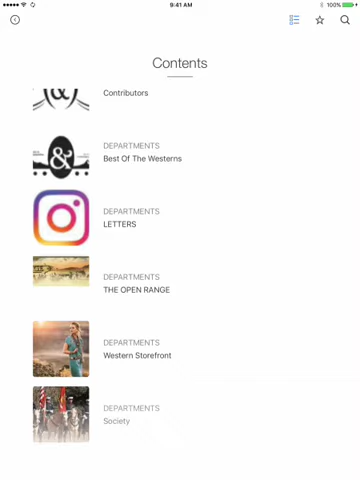 9:41 AM
100%
Contents
Contributors
&
DEPARTMENTS
Best Of The Westerns
DEPARTMENTS
LETTERS
DEPARTMENTS
THE OPEN RANGE
DEPARTMENTS
Western Storefront
DEPARTMENTS
Society